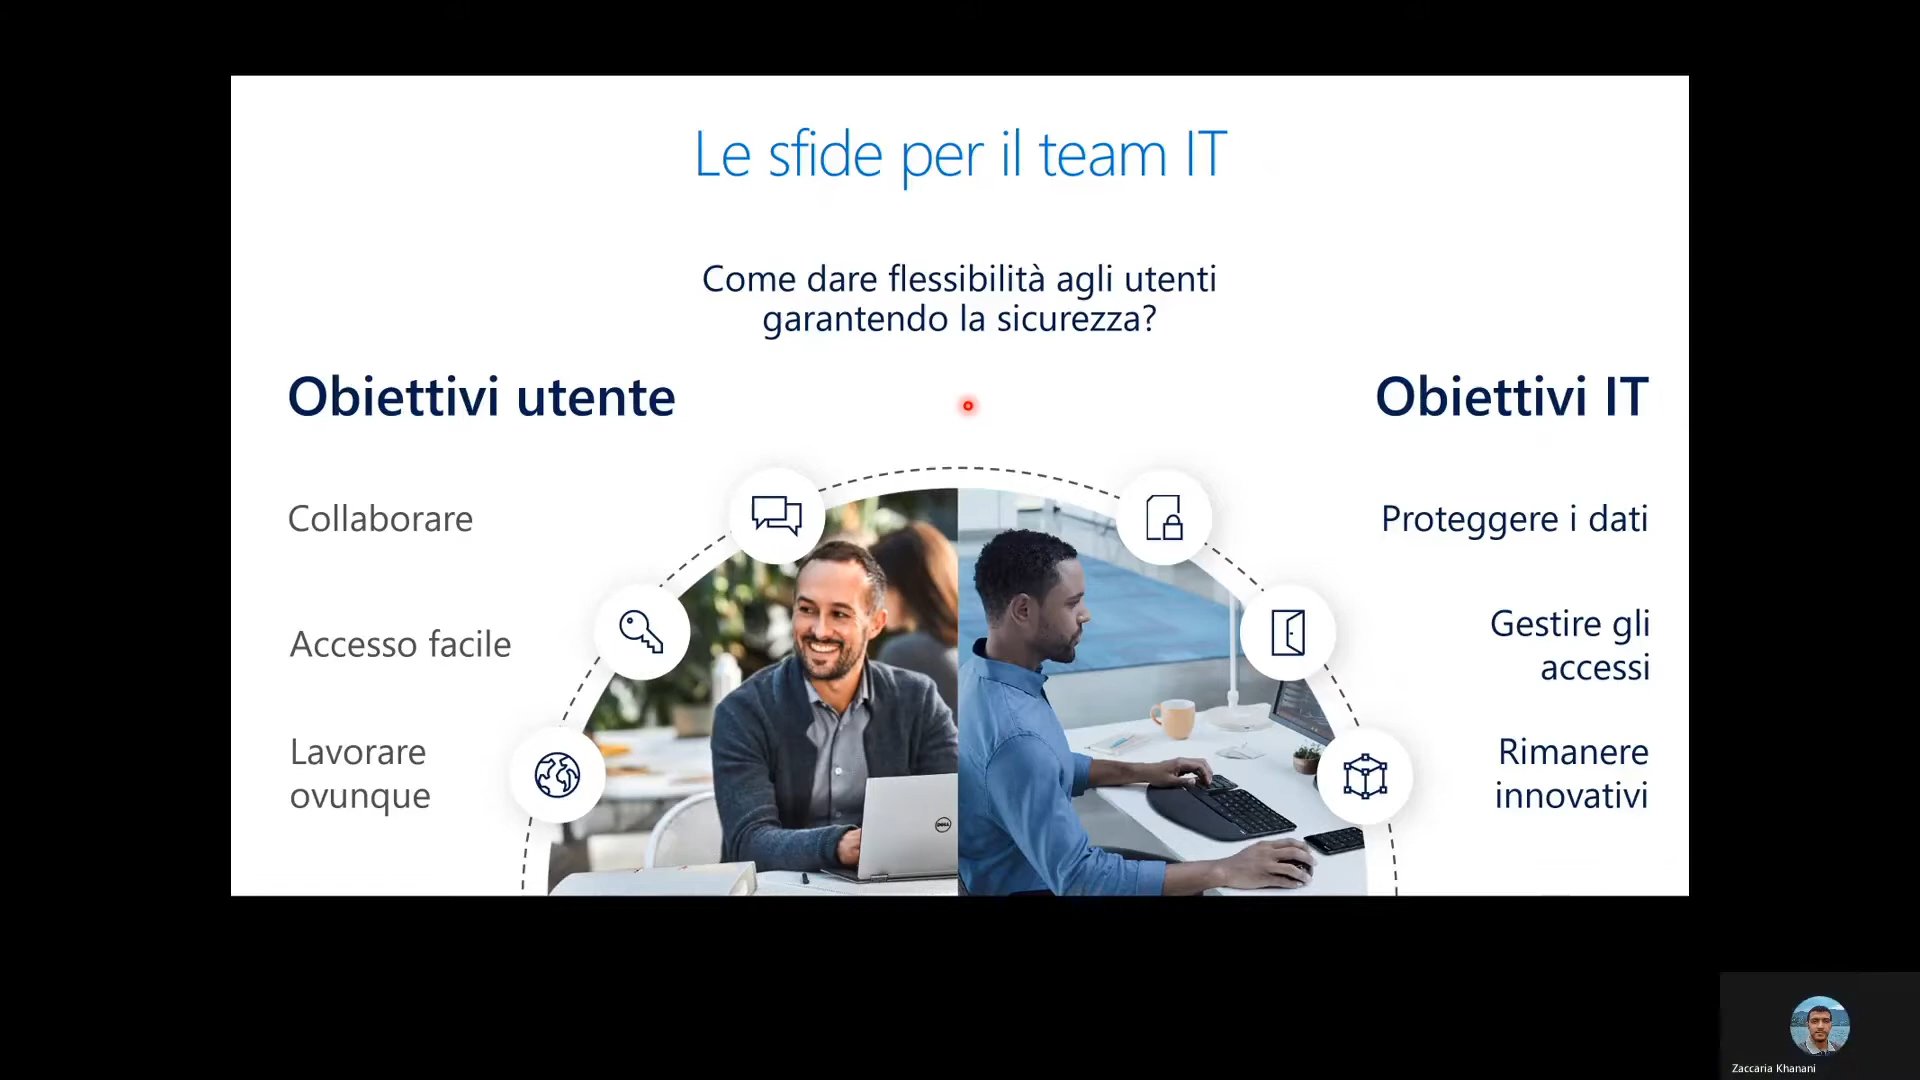 Le sfide per il team IT
Come dare flessibilità agli utenti
garantendo la sicurezza?
Obiettivi utente
Collaborare
Accesso facile
Lavorare
ovunque
Obiettivi IT
Proteggere i dati
Gestire gli
accessi
Rimanere
innovativi
DELL
Zaccaria Khanani